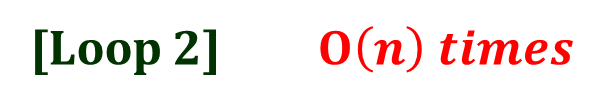 [Loop 2] O(n) times